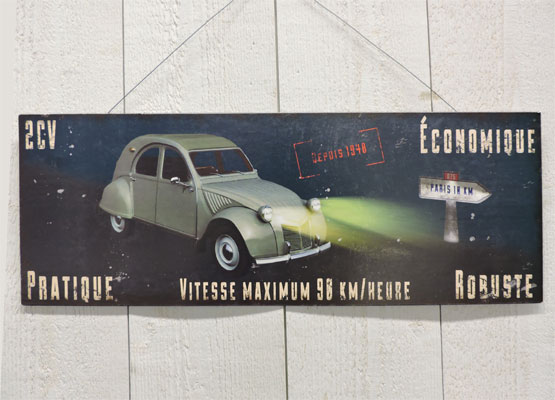 2CV
ÉCONOMIQUE
DEPUIS 1948
PARIS 18 KM
PRATIQUE
VITESSE MAXIMUM 90 KM/HEURE
ROBUSTE